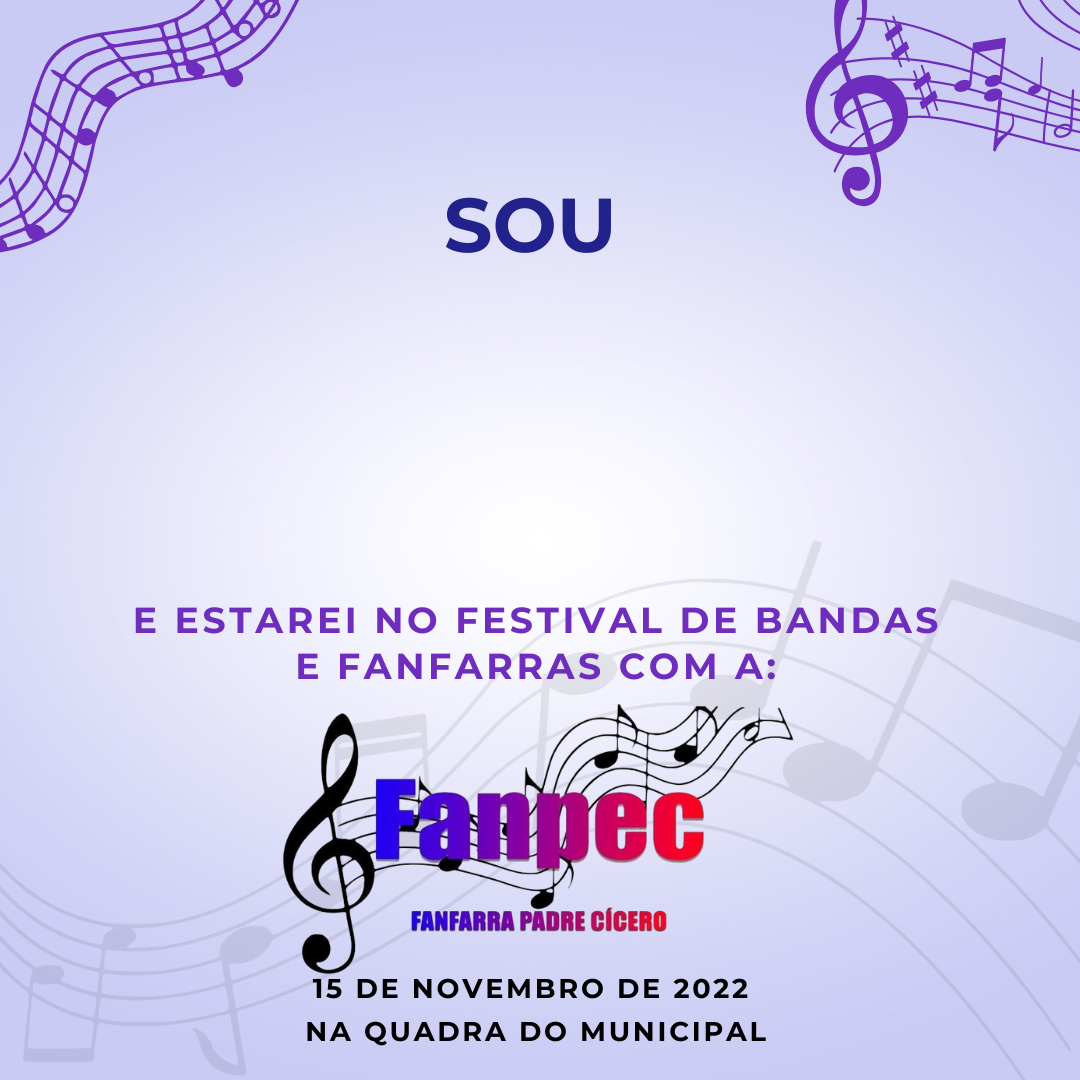 SOU
E ESTAREI NO FESTIVAL DE BANDAS
E FANFARRAS COM A:
Fanpec
FANFARRA PADRE CÍCERO
15 DE NOVEMBRO DE 2022
NA QUADRA DO MUNICIPAL